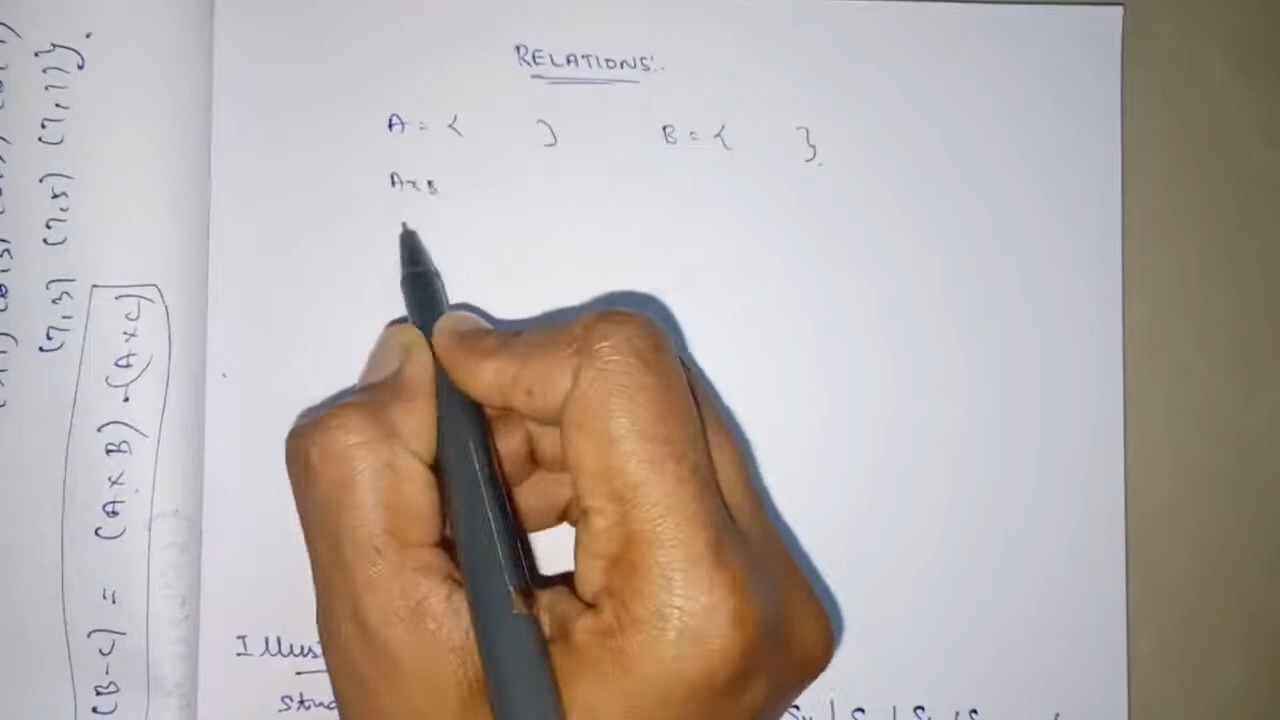 RELATIONS:.
A = {      }      B = {      }.
A×B
Illus
Stud
(7,3) (7,5) (7,7)}.
(B-C) = (A×B) -(A×C)